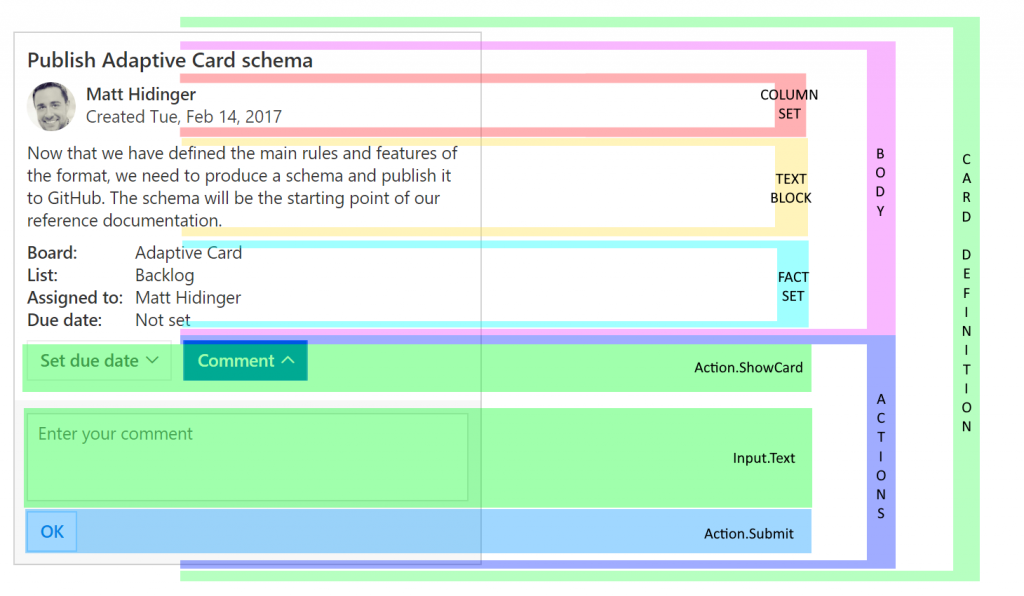 Publish Adaptive Card schema
Matt Hidinger
Created Tue, Feb 14, 2017
COLUMN
SET
Now that we have defined the main rules and features of
the format, we need to produce a schema and publish it
to GitHub. The schema will be the starting point of our
reference documentation.
TEXT
BLOCK
Board: Adaptive Card
List: Backlog
Assigned to: Matt Hidinger
Due date: Not set
FACT
SET
BODY
Set due date Comment
Action.ShowCard
Enter your comment
Input.Text
OK
Action.Submit
ACTIONS
CARD DEFINITION